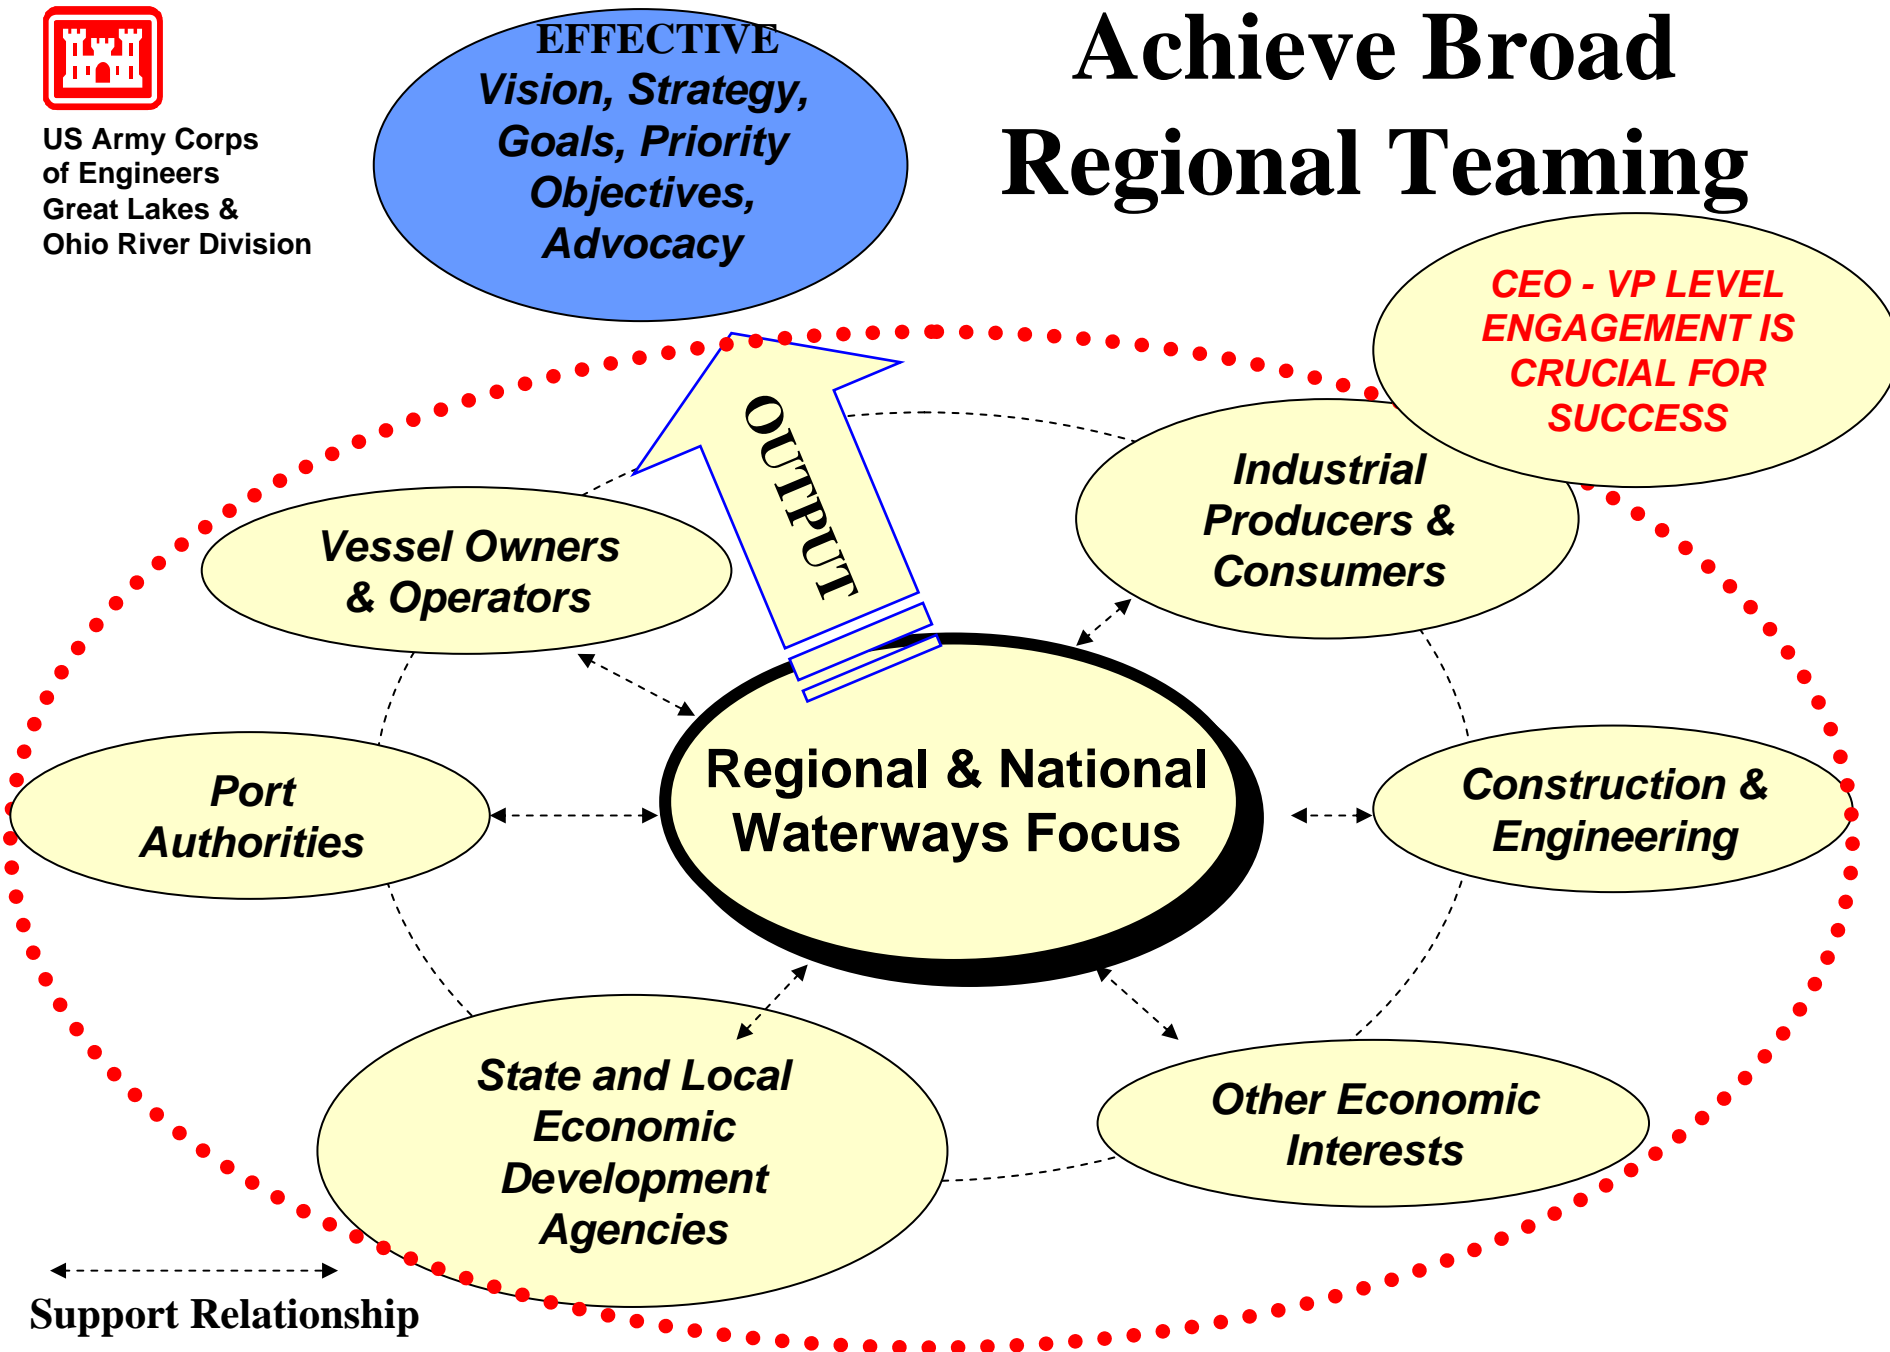 US Army Corps
of Engineers
Great Lakes &
Ohio River Division
EFFECTIVE
Vision, Strategy,
Goals, Priority
Objectives,
Advocacy
Achieve Broad
Regional Teaming
CEO - VP LEVEL
ENGAGEMENT IS
CRUCIAL FOR
SUCCESS
OUTPUT
Industrial
Producers &
Consumers
Vessel Owners
& Operators
Regional & National
Waterways Focus
Port
Authorities
Construction &
Engineering
State and Local
Economic
Development
Agencies
Other Economic
Interests
Support Relationship